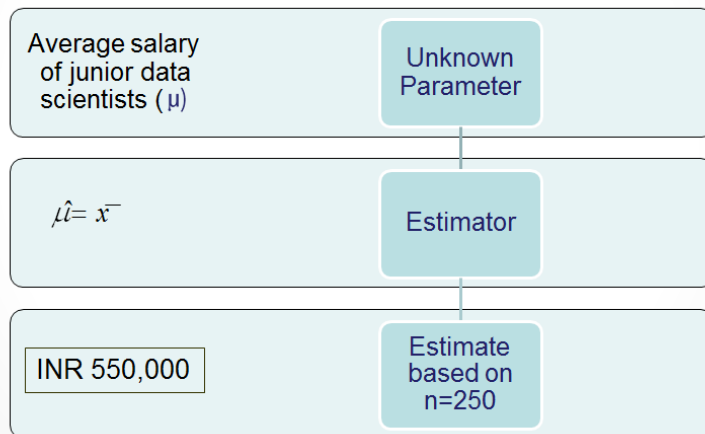 Average salary
of junior data
scientists (μ)
Unknown
Parameter
μ̂= x̄
Estimator
INR 550,000
Estimate
based on
n=250